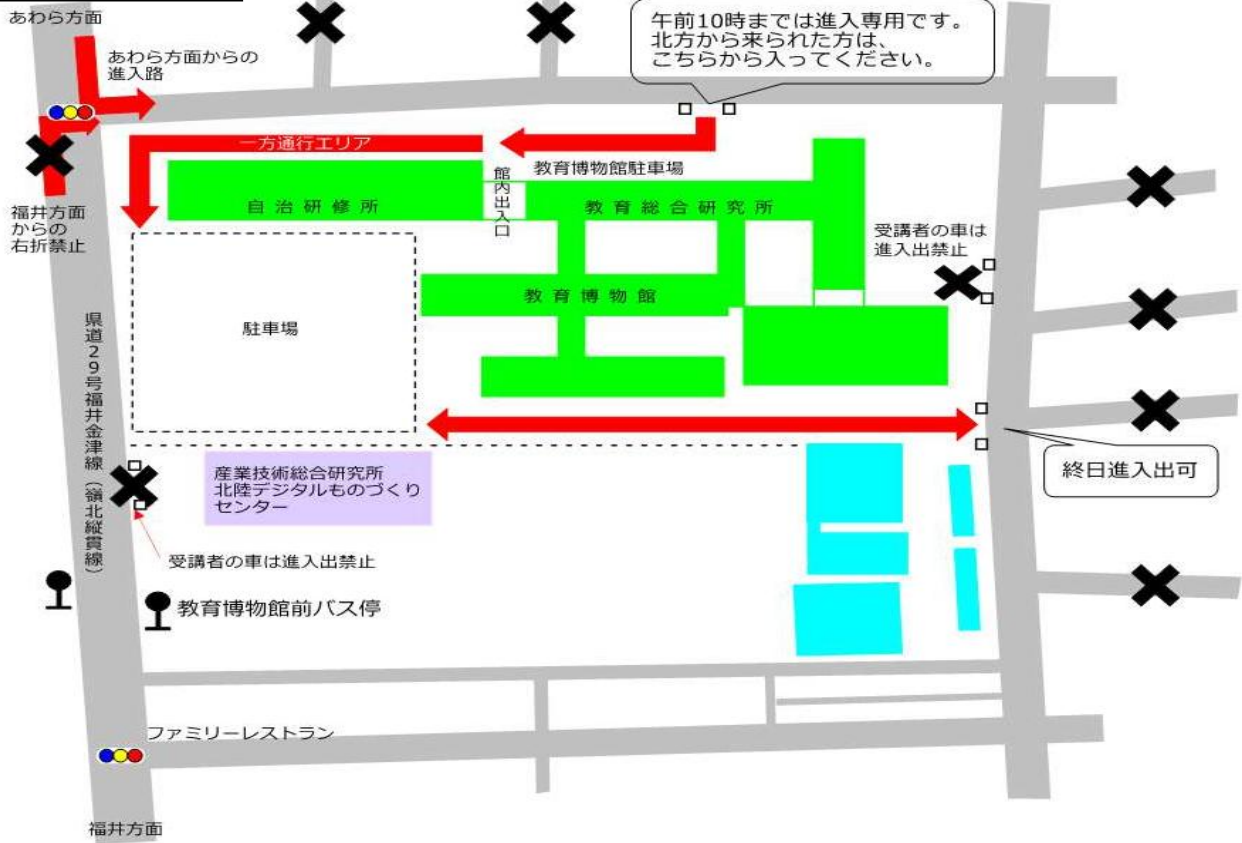 あわら方面
あわら方面からの
進入路
午前10時までは進入専用です。
北方から来られた方は、
こちらから入ってください。
一方通行エリア
教育博物館駐車場
館内出入口
自治研修所
教育総合研究所
福井方面
からの
右折禁止
受講者の車は
進入出禁止
教育博物館
駐車場
県道29号福井金津線（嶺北縦貫線）
終日進入出可
産業技術総合研究所
北陸デジタルものづくり
センター
受講者の車は進入出禁止
教育博物館前バス停
ファミリーレストラン
福井方面